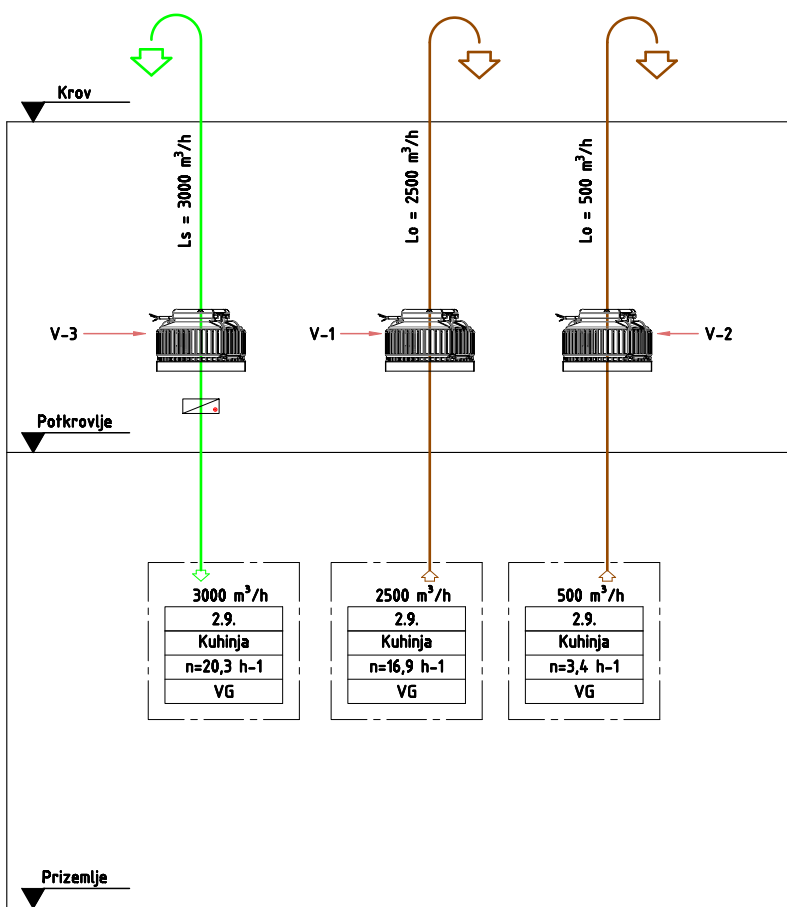 Krov
Ls = 3000 m³/h
Lo = 2500 m³/h
Lo = 500 m³/h
V-3
V-1
V-2
Potkrovlje
3000 m³/h
2.9.
Kuhinja
n=20,3 h-1
VG
2500 m³/h
2.9.
Kuhinja
n=16,9 h-1
VG
500 m³/h
2.9.
Kuhinja
n=3,4 h-1
VG
Prizemlje